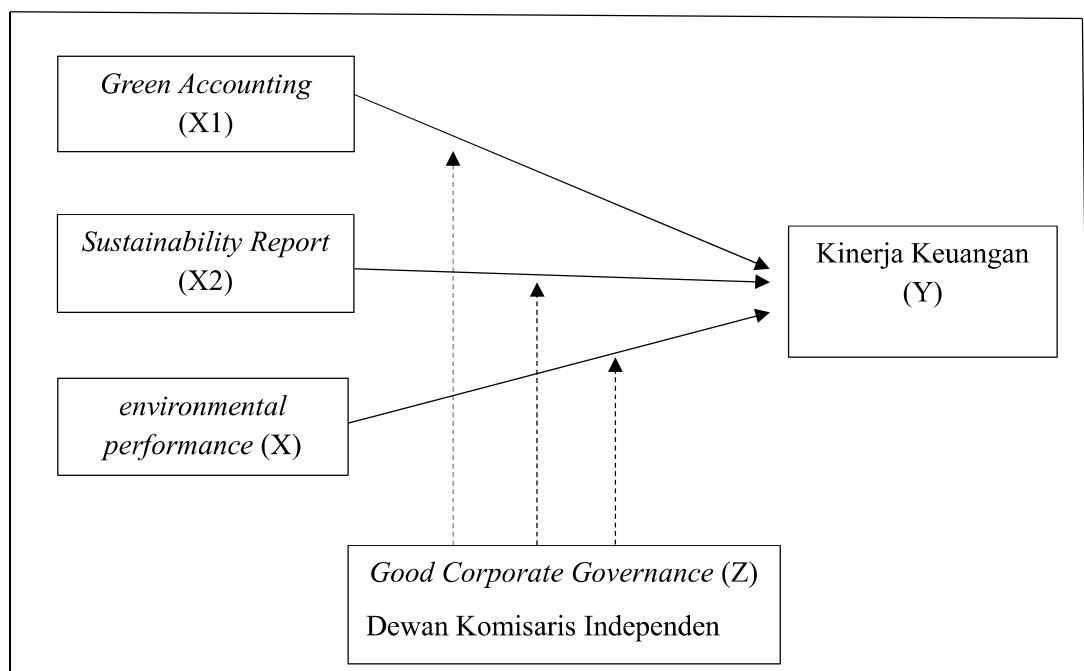 Green Accounting
(X1)
Sustainability Report
(X2)
Kinerja Keuangan
(Y)
environmental
performance (X)
Good Corporate Governance (Z)
Dewan Komisaris Independen